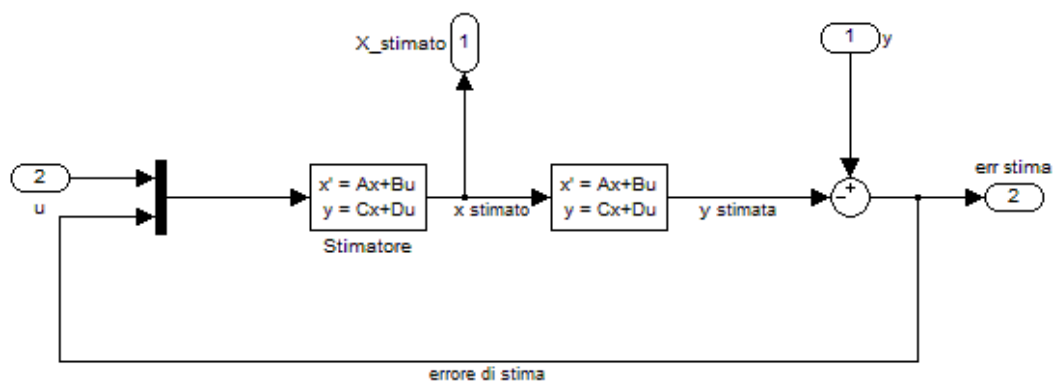 X_stimato
1
1
y
2
u
x' = Ax+Bu
y = Cx+Du
Stimatore
x stimato
x' = Ax+Bu
y = Cx+Du
y stimata
+
−
err stima
2
errore di stima